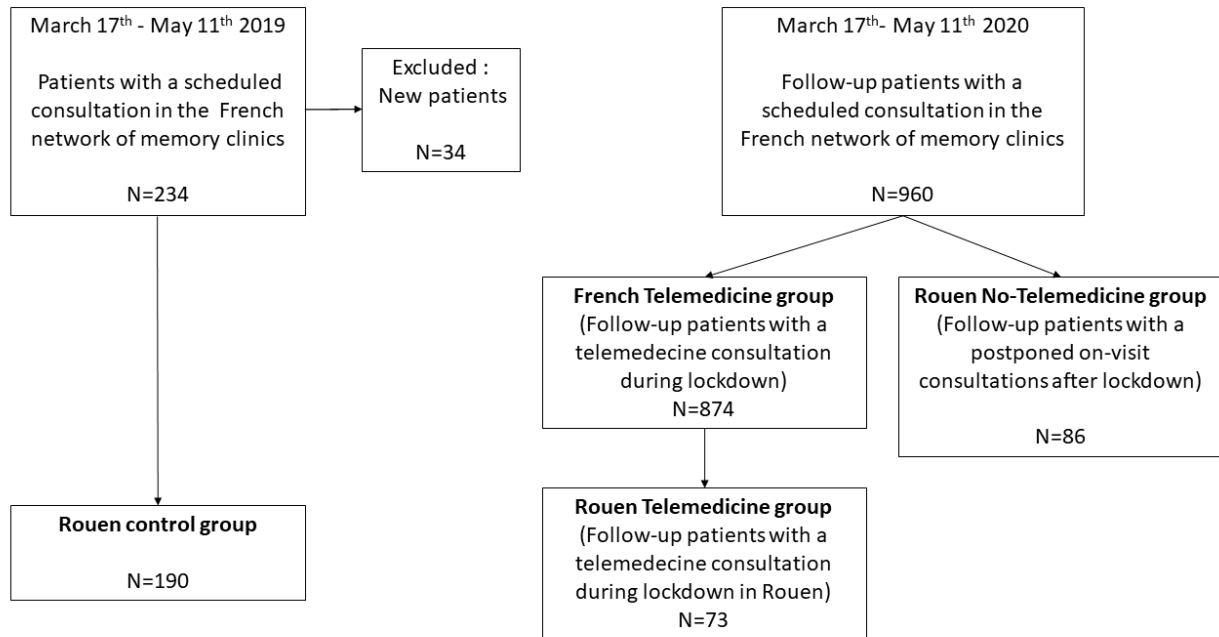 March 17th - May 11th 2019
Patients with a scheduled
consultation in the French
network of memory clinics
N=234
Excluded :
New patients
N=34
March 17th- May 11th 2020
Follow-up patients with a
scheduled consultation in the
French network of memory clinics
N=960
French Telemedicine group
(Follow-up patients with a
telemedecine consultation
during lockdown)
N=874
Rouen No-Telemedicine group
(Follow-up patients with a
postponed on-visit
consultations after lockdown)
N=86
Rouen control group
N=190
Rouen Telemedicine group
(Follow-up patients with a
telemedecine consultation
during lockdown in Rouen)
N=73